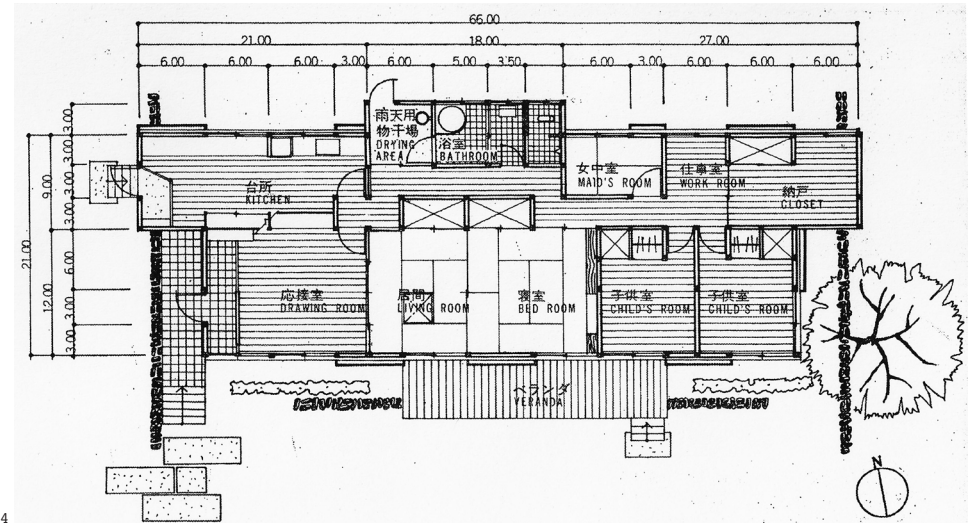 66.00
21.00 18.00 27.00
6.00 6.00 6.00 3.00 6.00 5.00 3.50 6.00 3.00 6.00 6.00 6.00
3.00
3.00
3.00
3.00
9.00
6.00
3.00
3.00
12.00
21.00
雨天用
物干場
DRYING
AREA
浴室
BATHROOM
台所
KITCHEN
女中室
MAID'S ROOM
仕事室
WORK ROOM
納戸
CLOSET
応接室
DRAWING ROOM
居間
LIVING ROOM
寝室
BED ROOM
子供室
CHILD'S ROOM
子供室
CHILD'S ROOM
ベランダ
VERANDA
N
4